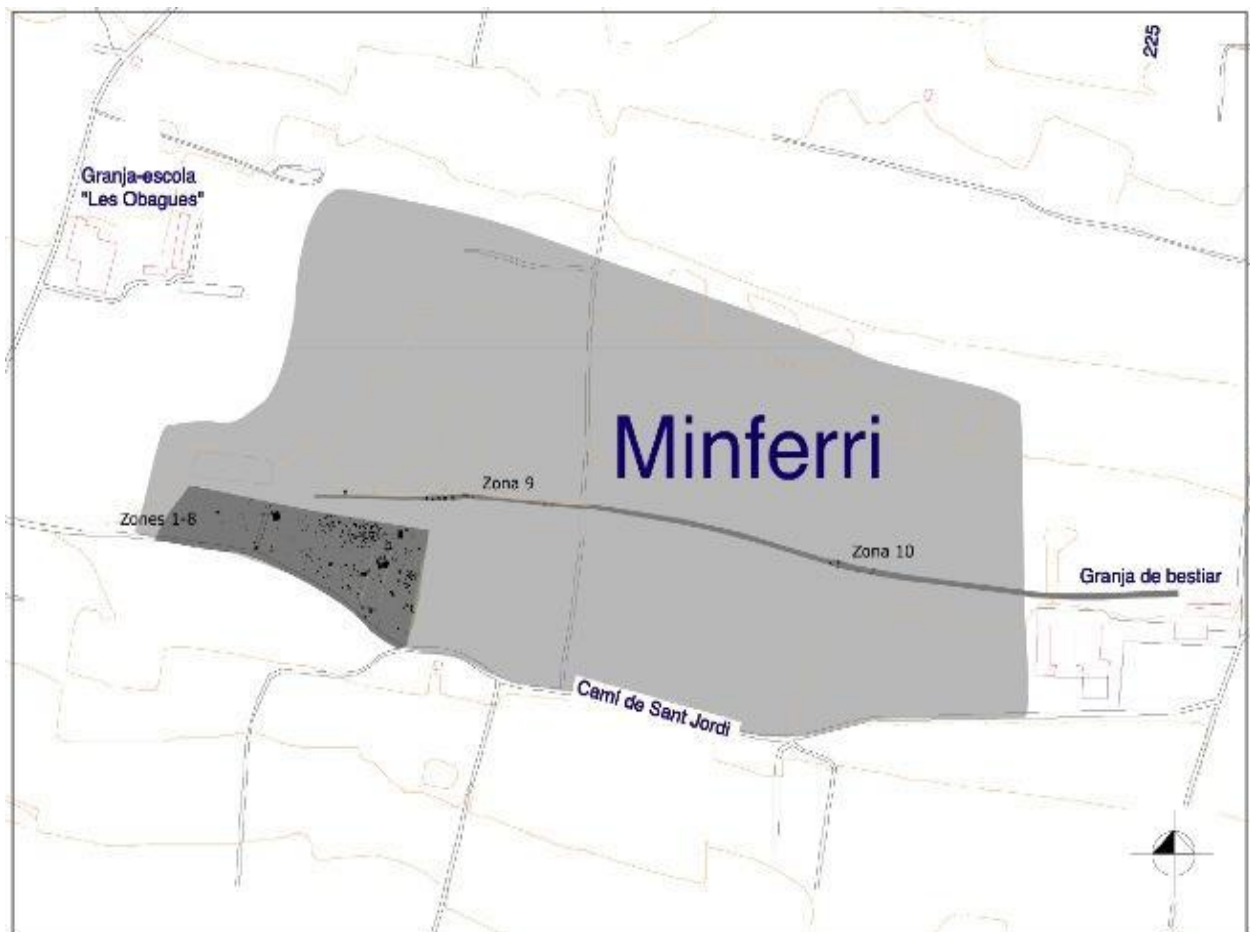 225
Granja-escola
"Les Obagues"
Minferri
Zona 9
Zones 1-8
Zona 10
Granja de bestiar
Camí de Sant Jordi